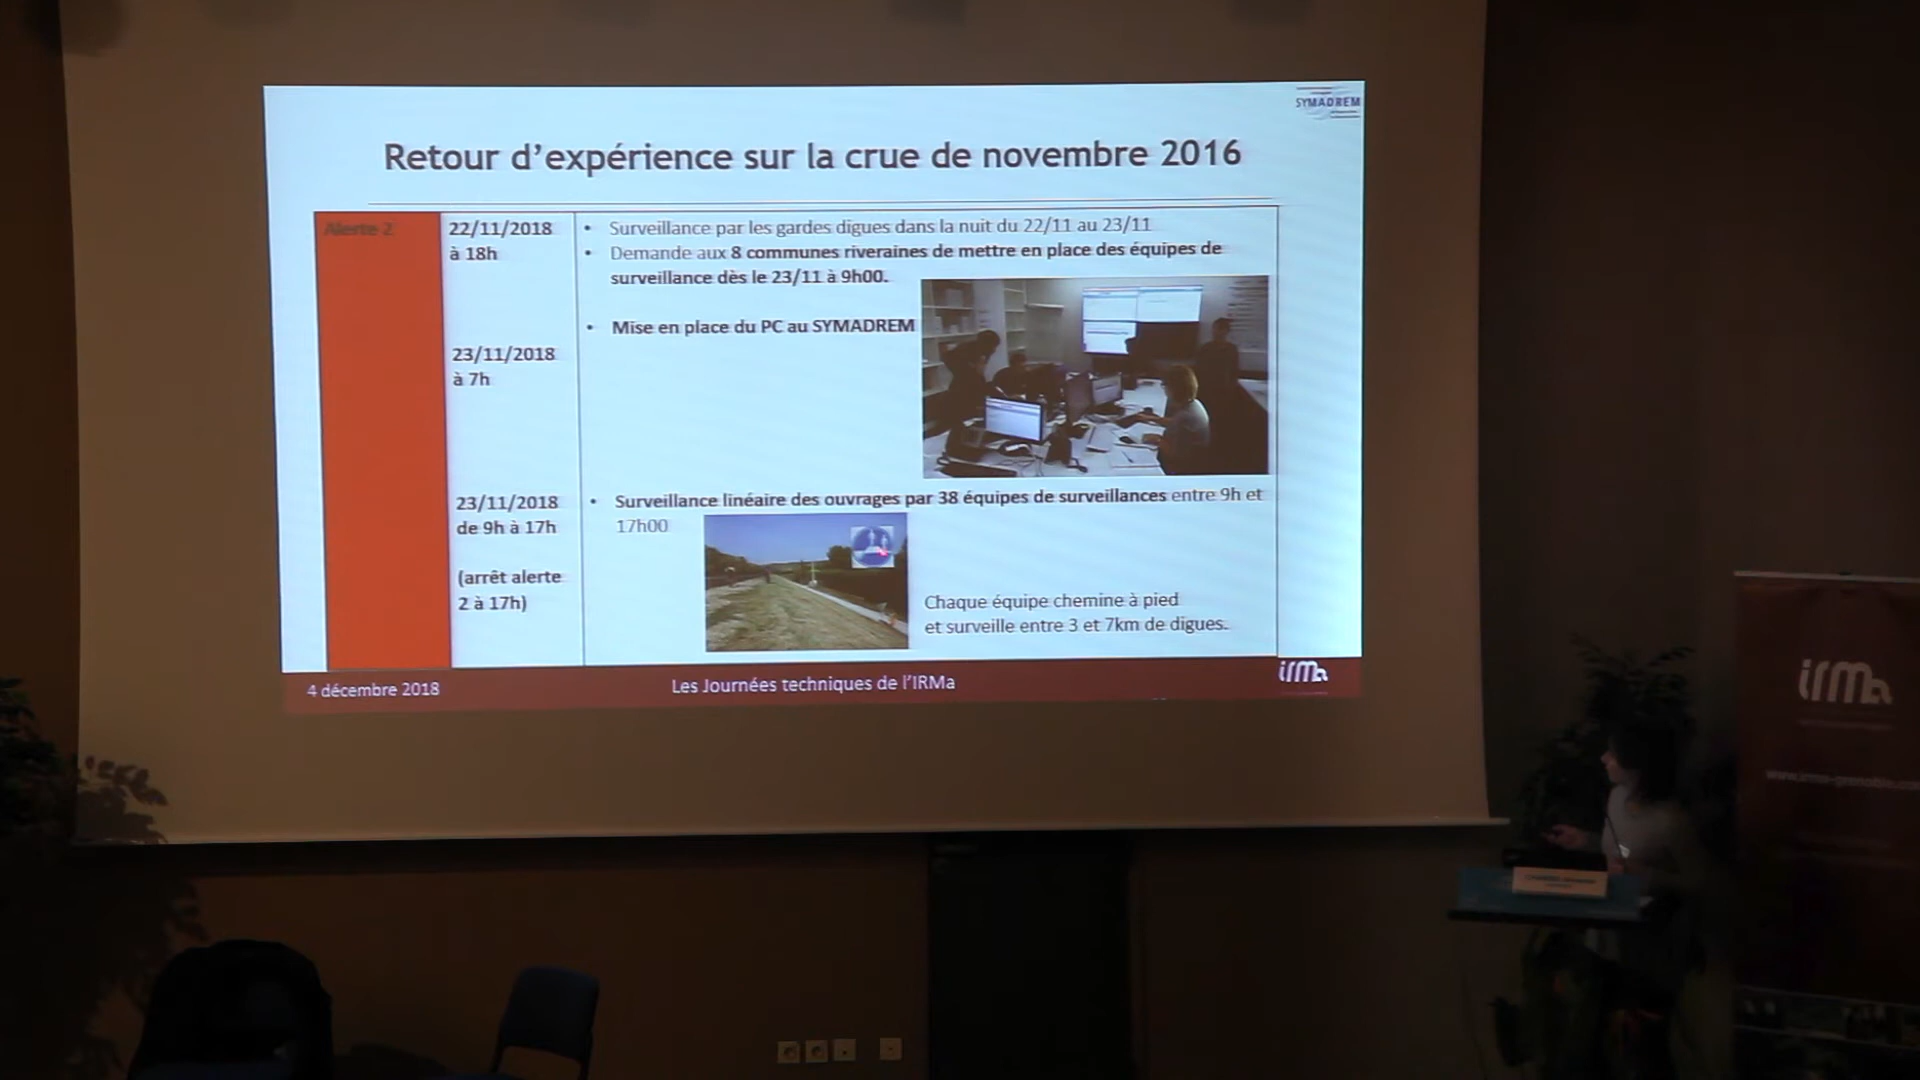 SYMADREM
Retour d'expérience sur la crue de novembre 2016
Alerte 2
22/11/2018
à 18h
• Surveillance par les gardes digues dans la nuit du 22/11 au 23/11
• Demande aux 8 communes riveraines de mettre en place des équipes de
surveillance dès le 23/11 à 9h00.
• Mise en place du PC au SYMADREM
23/11/2018
à 7h
23/11/2018
de 9h à 17h
(arrêt alerte
2 à 17h)
• Surveillance linéaire des ouvrages par 38 équipes de surveillances entre 9h et
17h00
Chaque équipe chemine à pied
et surveille entre 3 et 7km de digues.
4 décembre 2018
Les Journées techniques de l'IRMa
irma
irma